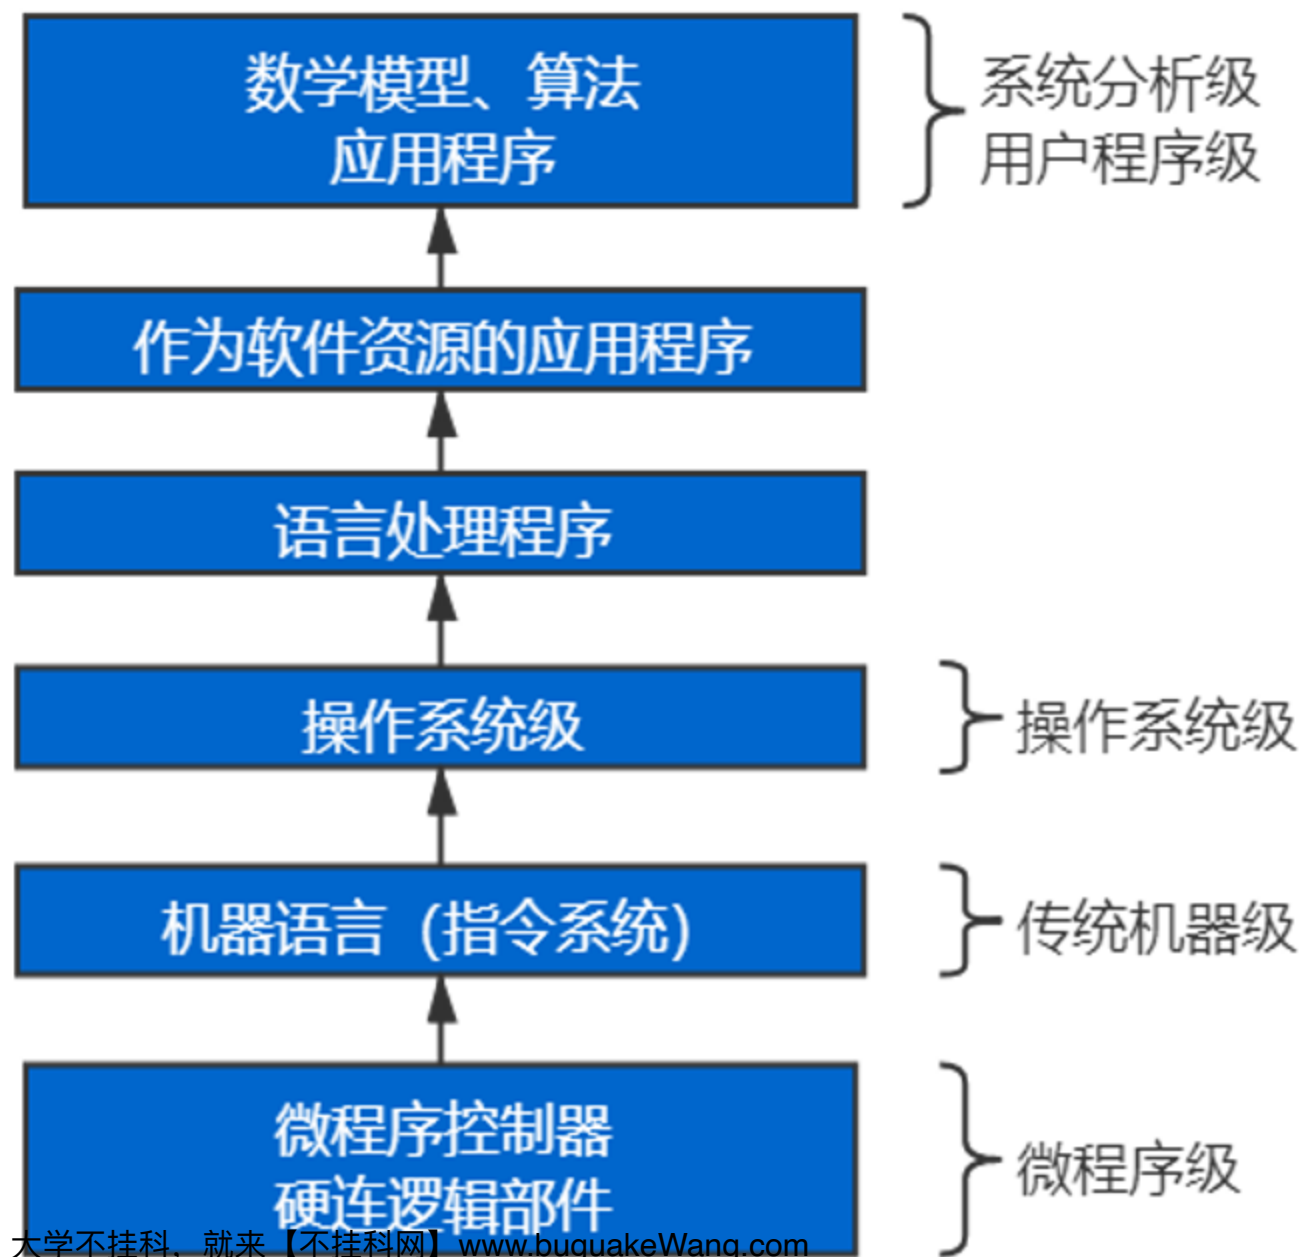 数学模型、算法
应用程序
系统分析级
用户程序级
作为软件资源的应用程序
语言处理程序
操作系统级
操作系统级
机器语言（指令系统）
传统机器级
微程序控制器
硬连逻辑部件
微程序级
大学不挂科，就来【不挂科网】www.buguakeWang.com